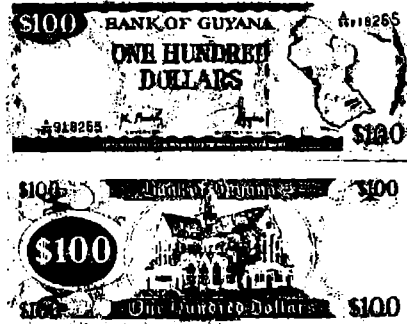 $100 BANK OF GUYANA
ONE HUNDRED
DOLLARS
918265
$100
$100 Bank of Guyana $100
$100
$100 One Hundred Dollars $100